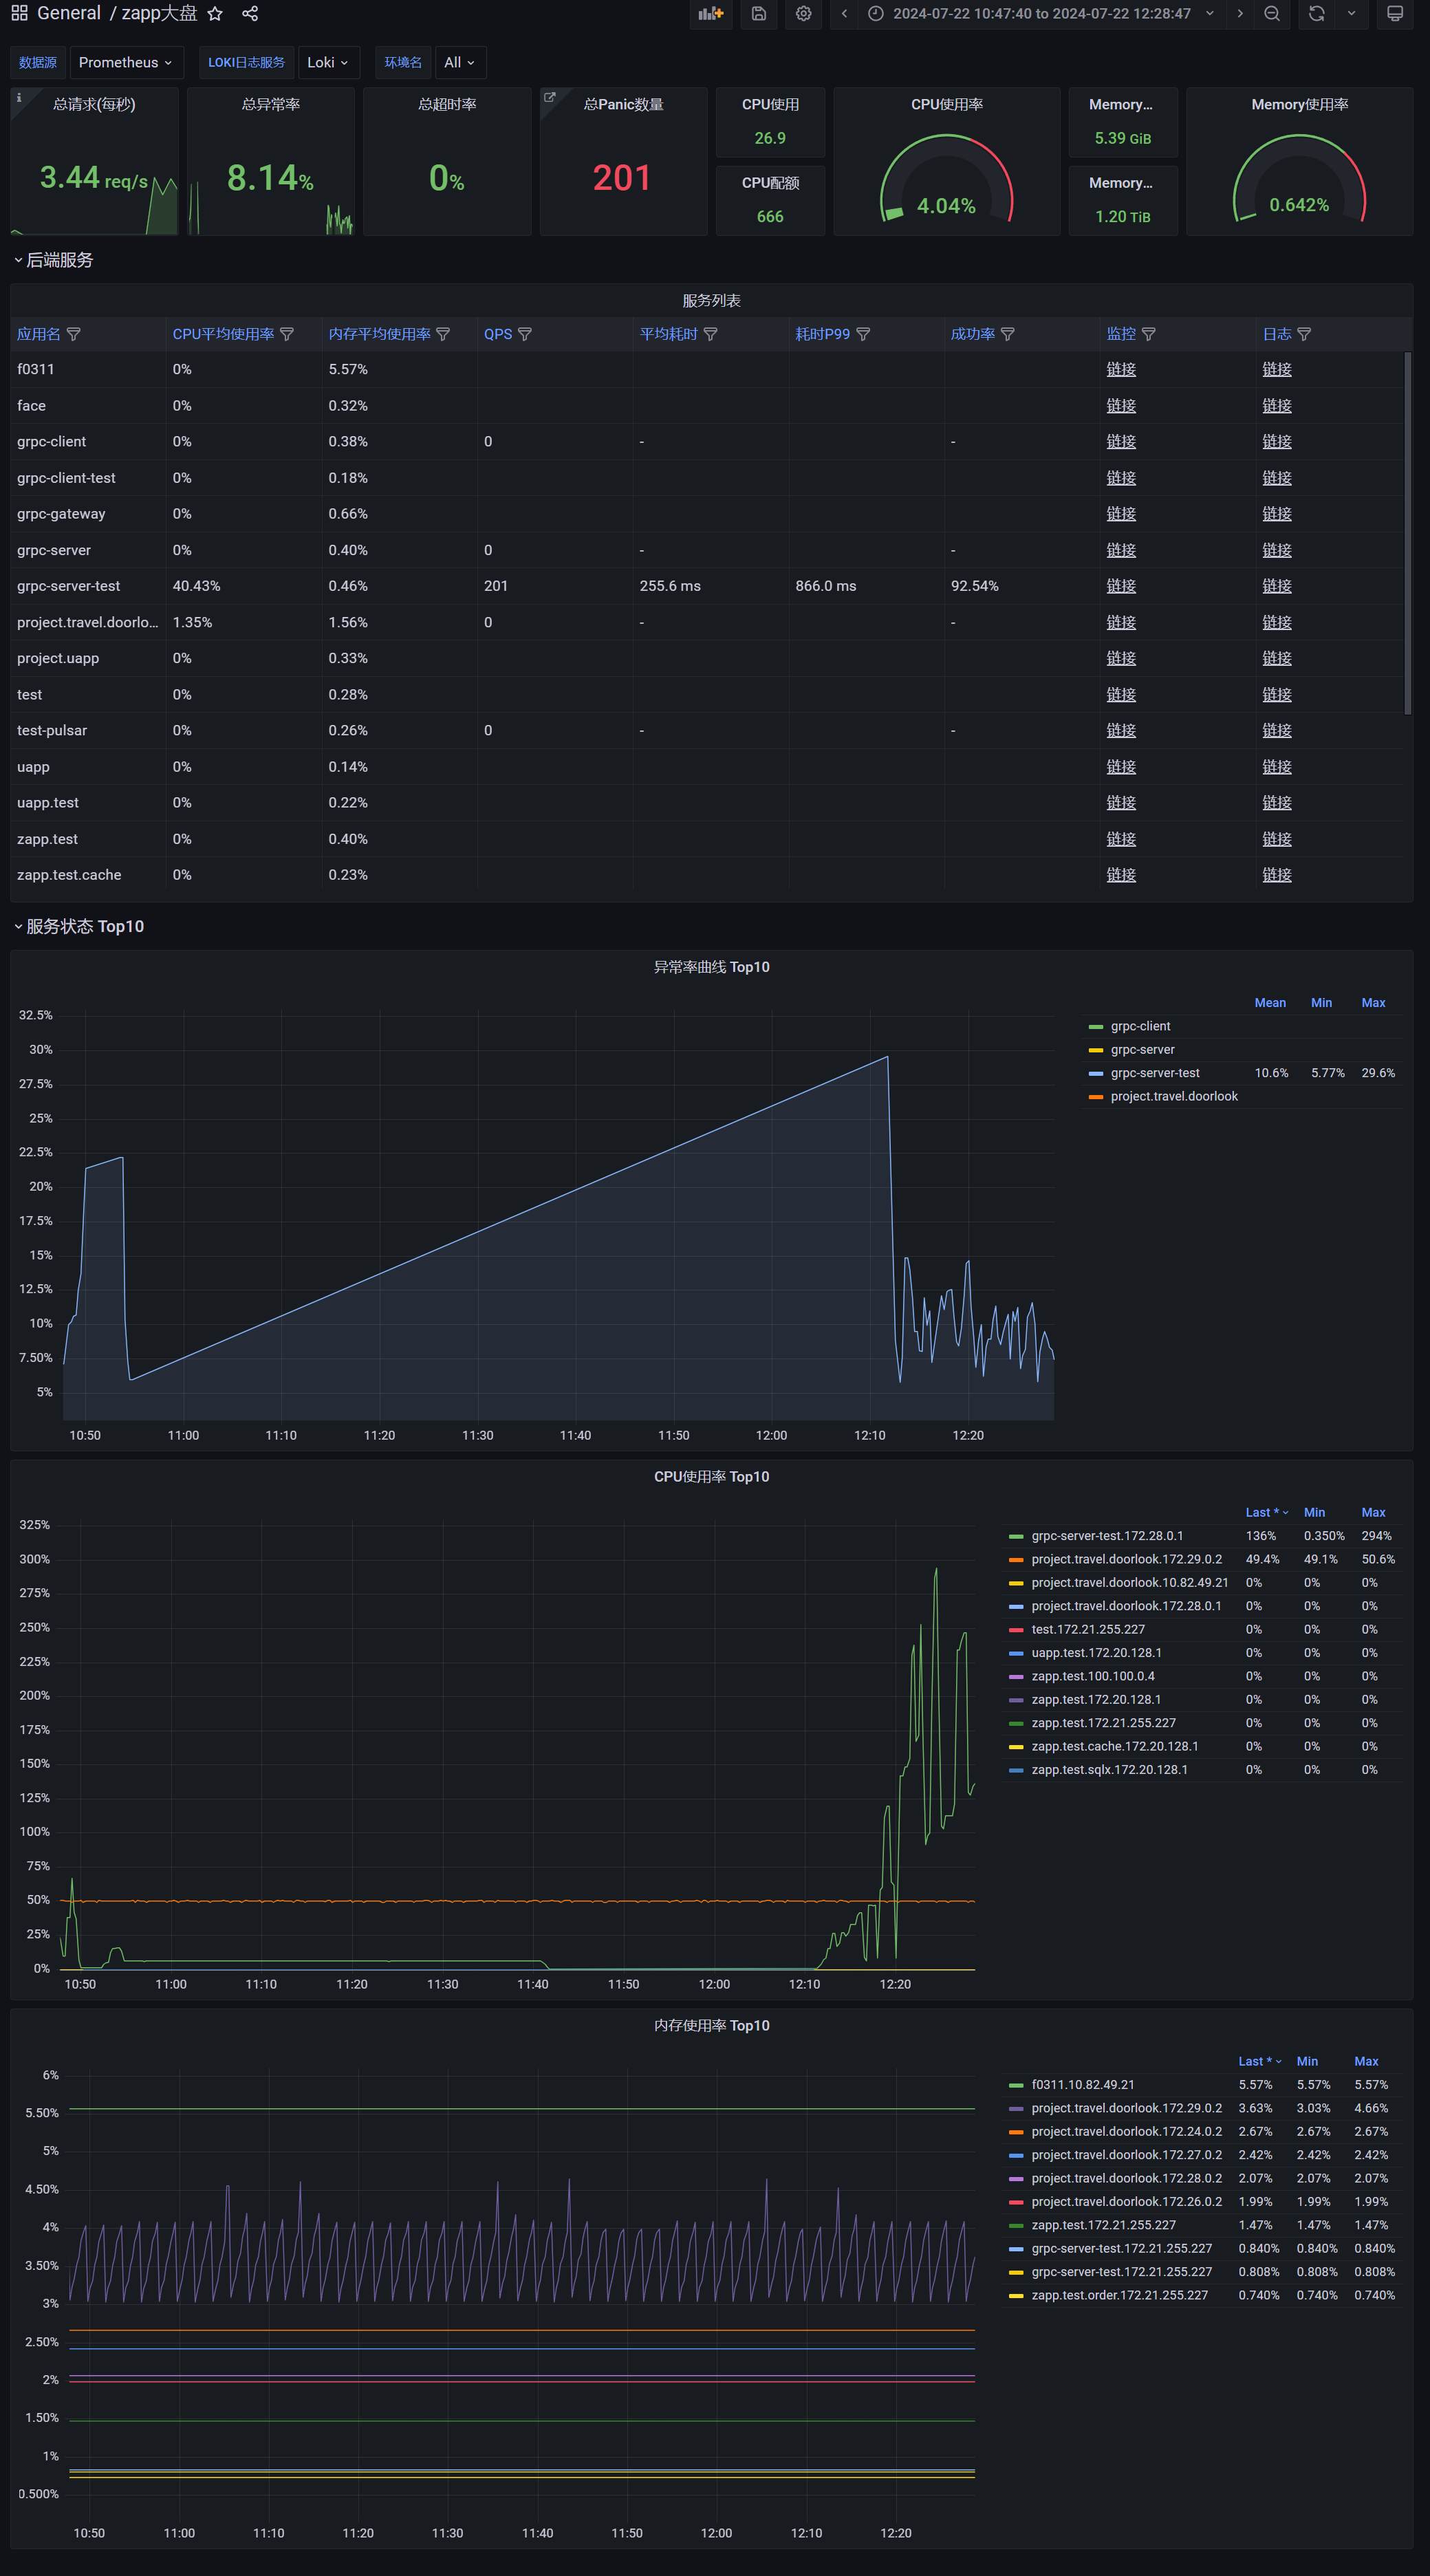 General / zapp大盘 2024-07-22 10:47:40 to 2024-07-22 12:28:47
数据源 Prometheus LOKI日志服务 Loki 环境名 All
总请求(每秒) 总异常率 总超时率 总Panic数量 CPU使用 CPU使用率 Memory... Memory使用率
3.44 req/s 8.14% 0% 201 26.9 4.04% 5.39 GiB 0.642%
CPU配额 Memory...
666 1.20 TiB
后端服务
服务列表
应用名 CPU平均使用率 内存平均使用率 QPS 平均耗时 耗时P99 成功率 监控 日志
f0311 0% 5.57% 链接 链接
face 0% 0.32% 链接 链接
grpc-client 0% 0.38% 0 - - 链接 链接
grpc-client-test 0% 0.18% 链接 链接
grpc-gateway 0% 0.66% 链接 链接
grpc-server 0% 0.40% 0 - - 链接 链接
grpc-server-test 40.43% 0.46% 201 255.6 ms 866.0 ms 92.54% 链接 链接
project.travel.doorlo... 1.35% 1.56% 0 - - 链接 链接
project.uapp 0% 0.33% 链接 链接
test 0% 0.28% 链接 链接
test-pulsar 0% 0.26% 0 - - 链接 链接
uapp 0% 0.14% 链接 链接
uapp.test 0% 0.22% 链接 链接
zapp.test 0% 0.40% 链接 链接
zapp.test.cache 0% 0.23% 链接 链接
服务状态 Top10
异常率曲线 Top10
32.5%
30%
27.5%
25%
22.5%
20%
17.5%
15%
12.5%
10%
7.50%
5%
10:50 11:00 11:10 11:20 11:30 11:40 11:50 12:00 12:10 12:20
Mean Min Max
grpc-client
grpc-server
grpc-server-test 10.6% 5.77% 29.6%
project.travel.doorlook
CPU使用率 Top10
325%
300%
275%
250%
225%
200%
175%
150%
125%
100%
75%
50%
25%
0%
10:50 11:00 11:10 11:20 11:30 11:40 11:50 12:00 12:10 12:20
Last * Min Max
grpc-server-test.172.28.0.1 136% 0.350% 294%
project.travel.doorlook.172.29.0.2 49.4% 49.1% 50.6%
project.travel.doorlook.10.82.49.21 0% 0% 0%
project.travel.doorlook.172.28.0.1 0% 0% 0%
test.172.21.255.227 0% 0% 0%
uapp.test.172.20.128.1 0% 0% 0%
zapp.test.100.100.0.4 0% 0% 0%
zapp.test.172.20.128.1 0% 0% 0%
zapp.test.172.21.255.227 0% 0% 0%
zapp.test.cache.172.20.128.1 0% 0% 0%
zapp.test.sqlx.172.20.128.1 0% 0% 0%
内存使用率 Top10
6%
5.50%
5%
4.50%
4%
3.50%
3%
2.50%
2%
1.50%
1%
0.500%
10:50 11:00 11:10 11:20 11:30 11:40 11:50 12:00 12:10 12:20
Last * Min Max
f0311.10.82.49.21 5.57% 5.57% 5.57%
project.travel.doorlook.172.29.0.2 3.63% 3.03% 4.66%
project.travel.doorlook.172.24.0.2 2.67% 2.67% 2.67%
project.travel.doorlook.172.27.0.2 2.42% 2.42% 2.42%
project.travel.doorlook.172.28.0.2 2.07% 2.07% 2.07%
project.travel.doorlook.172.26.0.2 1.99% 1.99% 1.99%
zapp.test.172.21.255.227 1.47% 1.47% 1.47%
grpc-server-test.172.21.255.227 0.840% 0.840% 0.840%
grpc-server-test.172.21.255.227 0.808% 0.808% 0.808%
zapp.test.order.172.21.255.227 0.740% 0.740% 0.740%